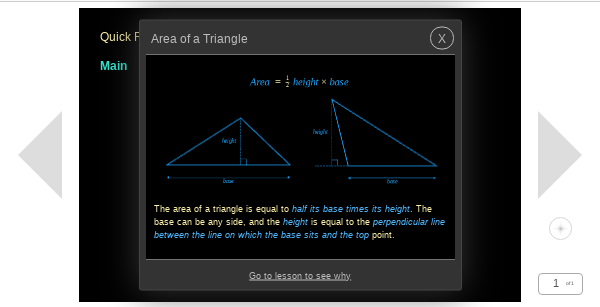 Quick
Area of a Triangle
X
Main
Area = 1/2 height × base
height
height
base
base
The area of a triangle is equal to half its base times its height. The
base can be any side, and the height is equal to the perpendicular line
between the line on which the base sits and the top point.
Go to lesson to see why
1 of 1